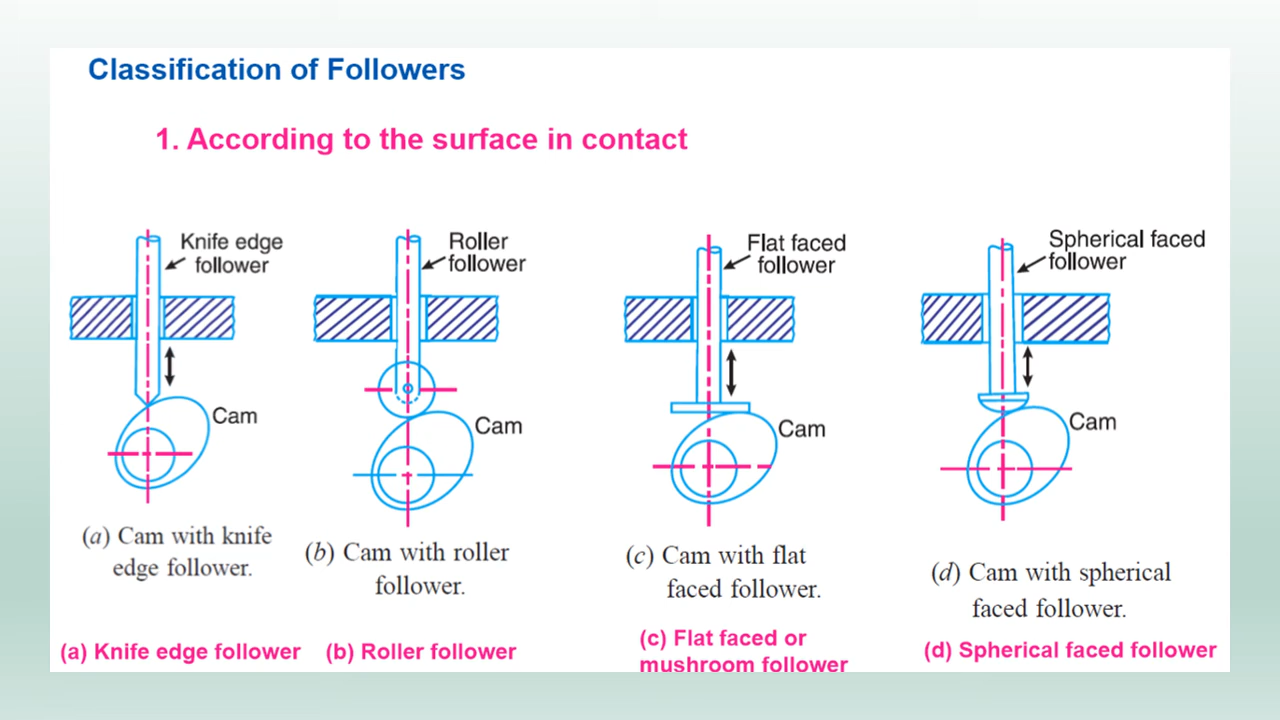 Classification of Followers
1. According to the surface in contact
Knife edge
follower
Cam
(a) Cam with knife
edge follower.
(a) Knife edge follower
Roller
follower
Cam
(b) Cam with roller
follower.
(b) Roller follower
Flat faced
follower
Cam
(c) Cam with flat
faced follower.
(c) Flat faced or
mushroom follower
Spherical faced
follower
Cam
(d) Cam with spherical
faced follower.
(d) Spherical faced follower